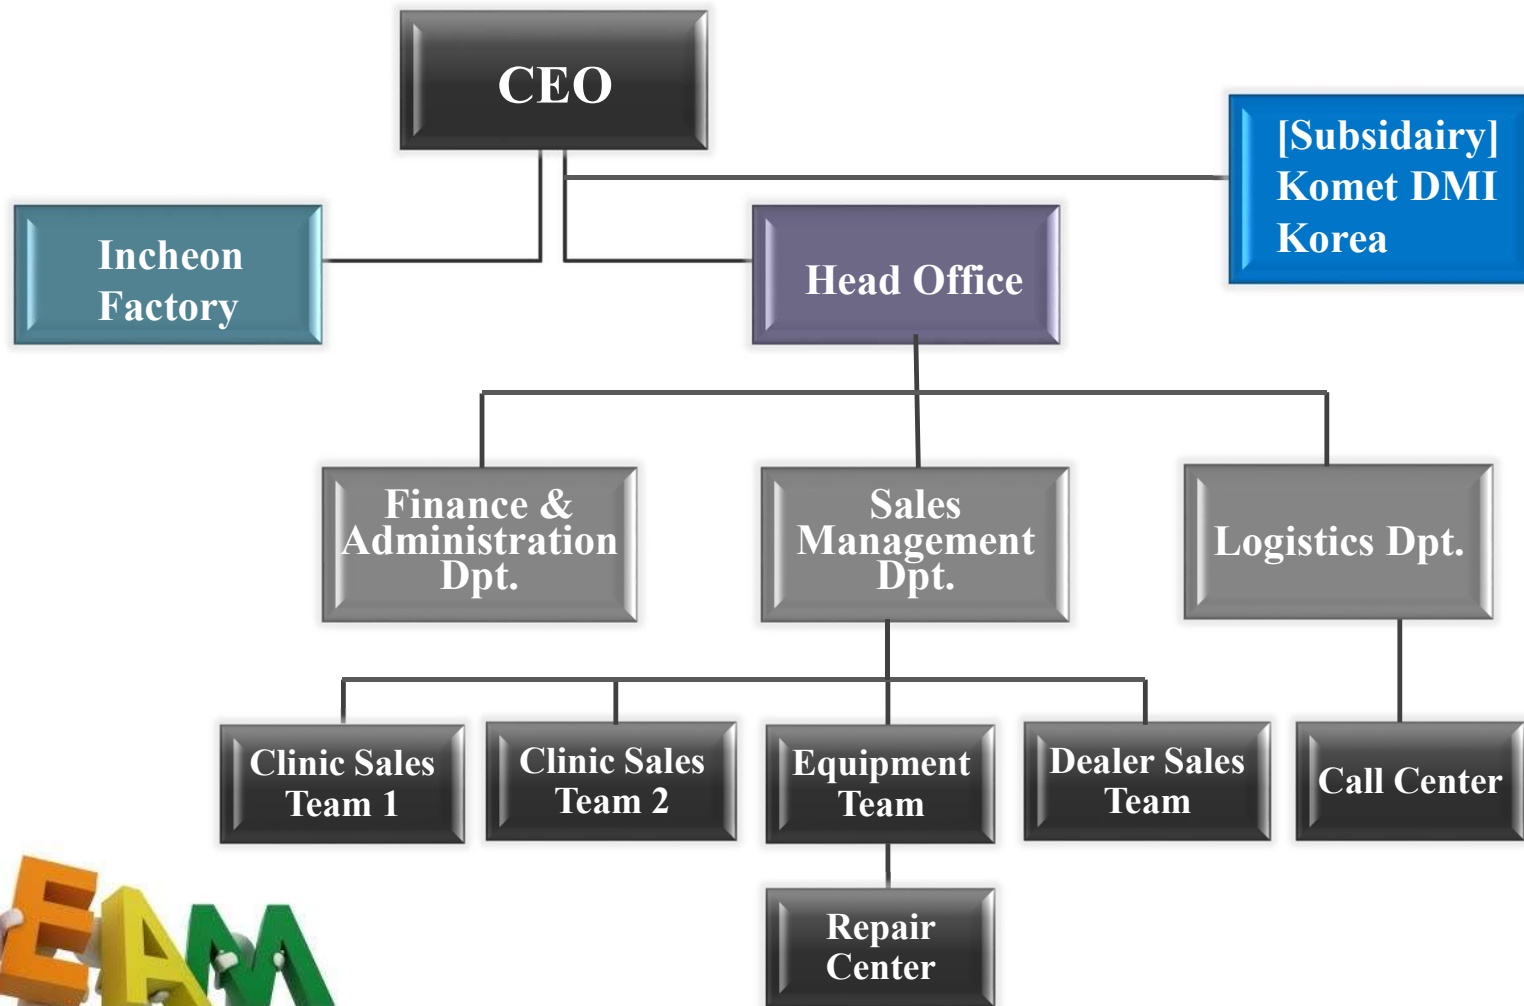 CEO
[Subsidairy]
Komet DMI
Korea
Incheon
Factory
Head Office
Finance &
Administration
Dpt.
Sales
Management
Dpt.
Logistics Dpt.
Clinic Sales
Team 1
Clinic Sales
Team 2
Equipment
Team
Dealer Sales
Team
Call Center
Repair
Center
EAM